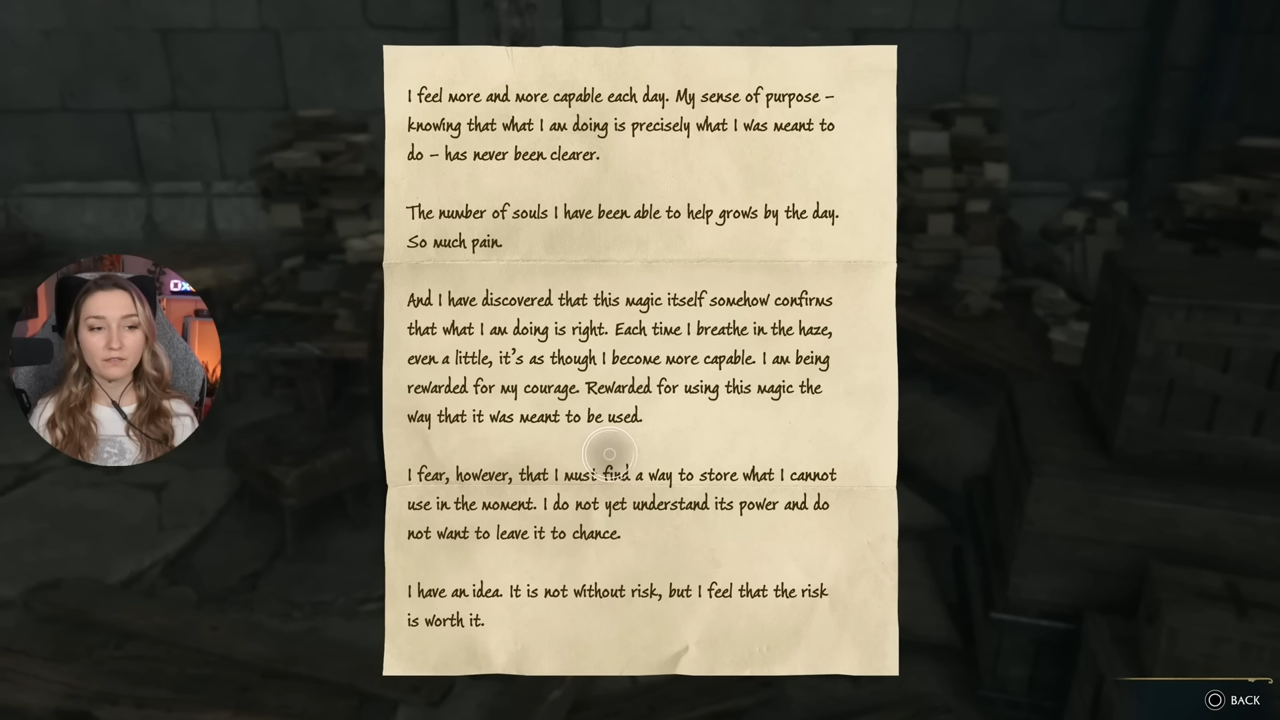 I feel more and more capable each day. My sense of purpose –
knowing that what I am doing is precisely what I was meant to
do – has never been clearer.
The number of souls I have been able to help grows by the day.
So much pain.
And I have discovered that this magic itself somehow confirms
that what I am doing is right. Each time I breathe in the haze,
even a little, it's as though I become more capable. I am being
rewarded for my courage. Rewarded for using this magic the
way that it was meant to be used.
I fear, however, that I must find a way to store what I cannot
use in the moment. I do not yet understand its power and do
not want to leave it to chance.
I have an idea. It is not without risk, but I feel that the risk
is worth it.
BACK